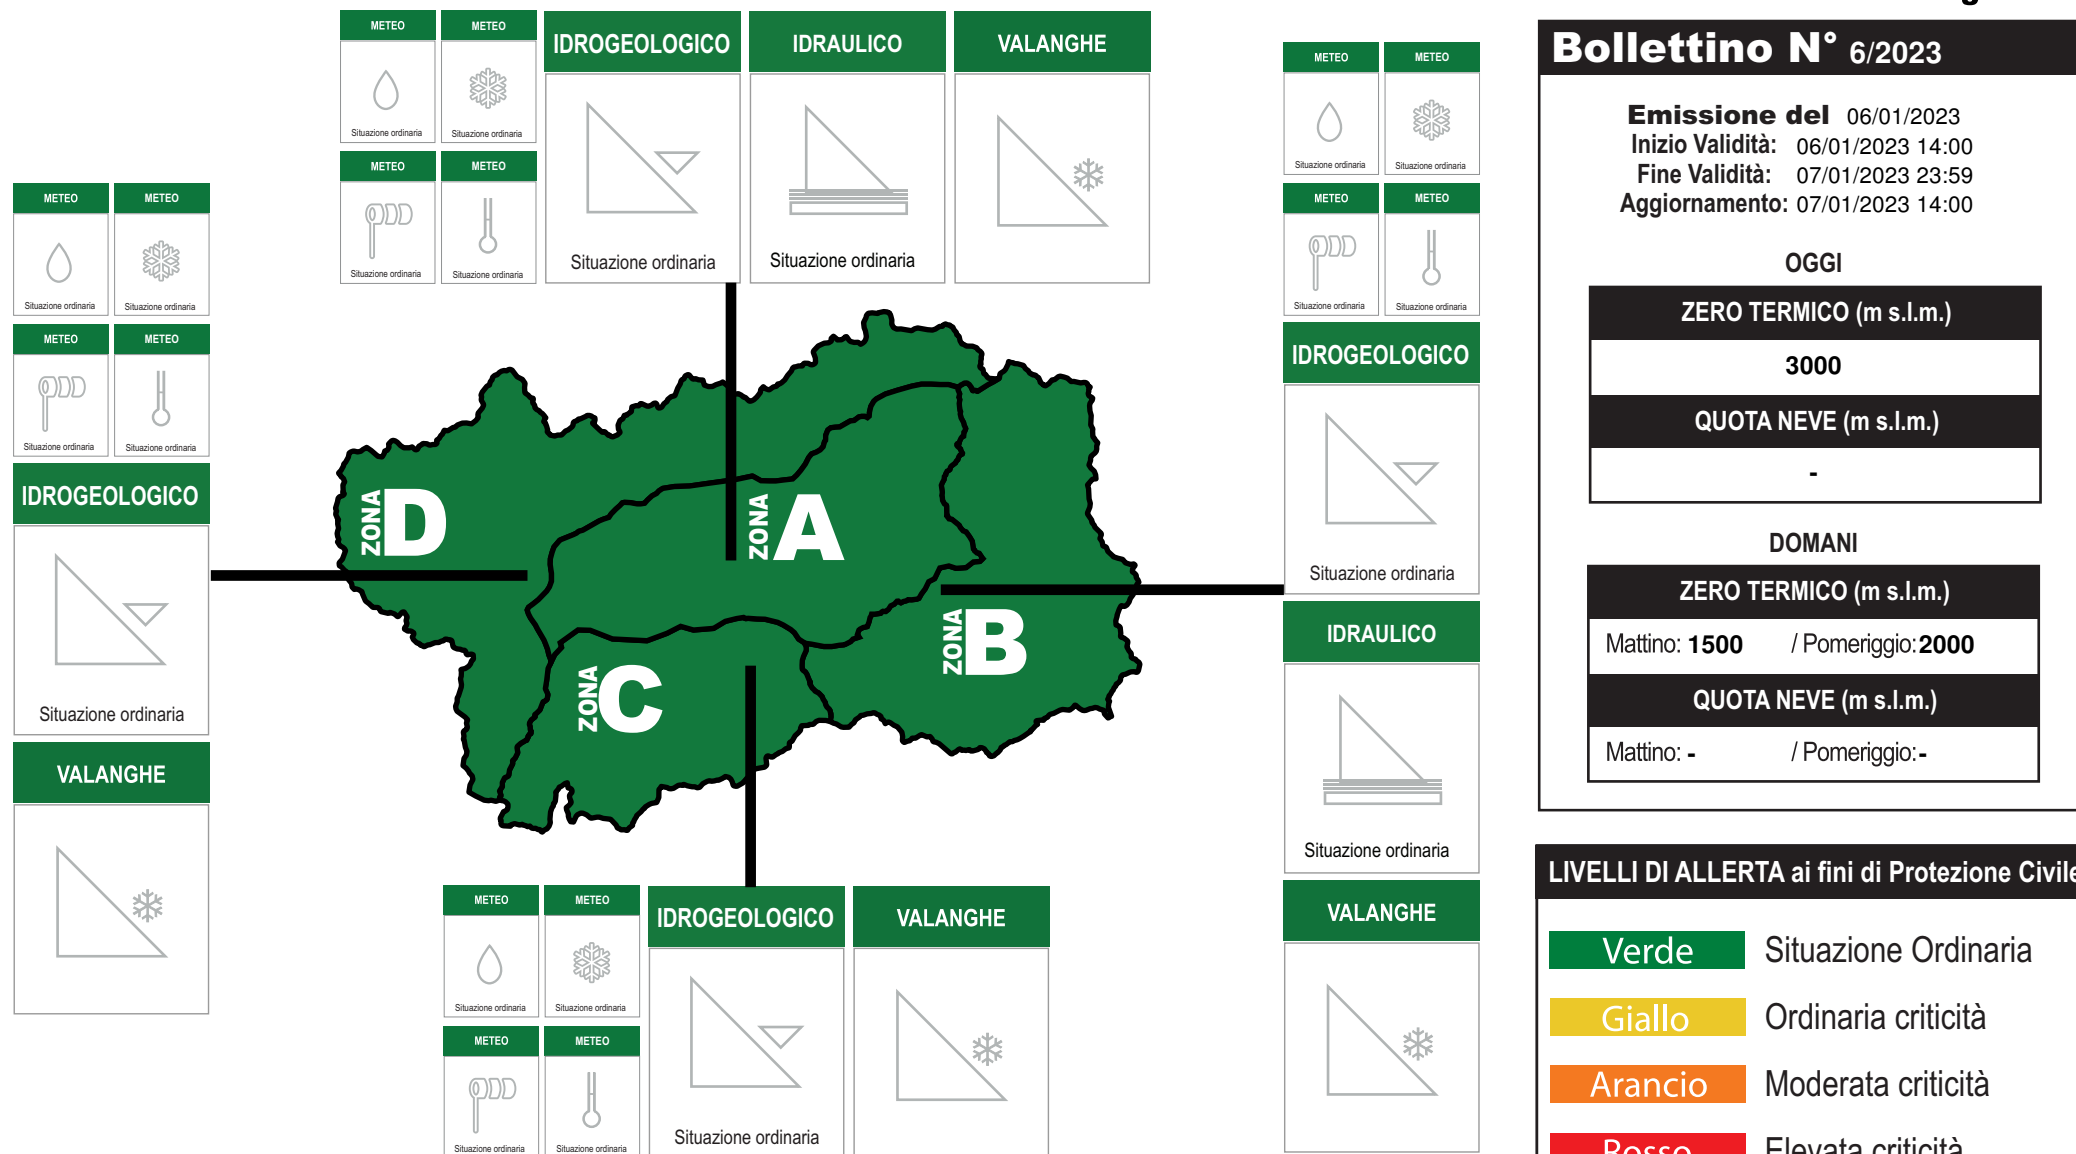 METEO METEO
Situazione ordinaria Situazione ordinaria
METEO METEO
Situazione ordinaria Situazione ordinaria
IDROGEOLOGICO
Situazione ordinaria
IDRAULICO
Situazione ordinaria
VALANGHE
METEO METEO
Situazione ordinaria Situazione ordinaria
METEO METEO
Situazione ordinaria Situazione ordinaria
IDROGEOLOGICO
Situazione ordinaria
VALANGHE
ZONA D
ZONA A
ZONA B
ZONA C
METEO METEO
Situazione ordinaria Situazione ordinaria
METEO METEO
Situazione ordinaria Situazione ordinaria
IDROGEOLOGICO
Situazione ordinaria
VALANGHE
METEO METEO
Situazione ordinaria Situazione ordinaria
METEO METEO
Situazione ordinaria Situazione ordinaria
IDROGEOLOGICO
Situazione ordinaria
IDRAULICO
Situazione ordinaria
VALANGHE
Bollettino N° 6/2023
Emissione del 06/01/2023
Inizio Validità: 06/01/2023 14:00
Fine Validità: 07/01/2023 23:59
Aggiornamento: 07/01/2023 14:00
OGGI
ZERO TERMICO (m s.l.m.)
3000
QUOTA NEVE (m s.l.m.)
-
DOMANI
ZERO TERMICO (m s.l.m.)
Mattino: 1500 / Pomeriggio: 2000
QUOTA NEVE (m s.l.m.)
Mattino: - / Pomeriggio: -
LIVELLI DI ALLERTA ai fini di Protezione Civile
Verde Situazione Ordinaria
Giallo Ordinaria criticità
Arancio Moderata criticità
Rosso Elevata criticità